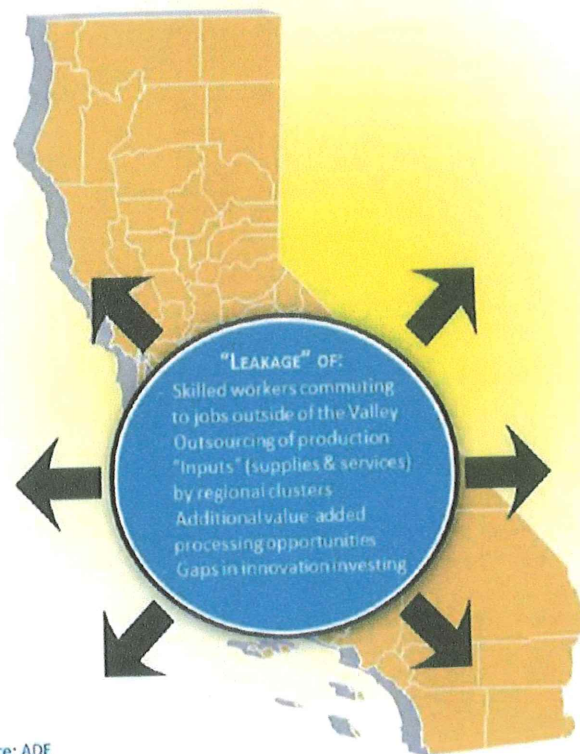 "LEAKAGE" OF:
Skilled workers commuting
to jobs outside of the Valley
Outsourcing of production
"Inputs" (supplies & services)
by regional clusters
Additional value-added
processing opportunities
Gaps in innovation investing
ADE